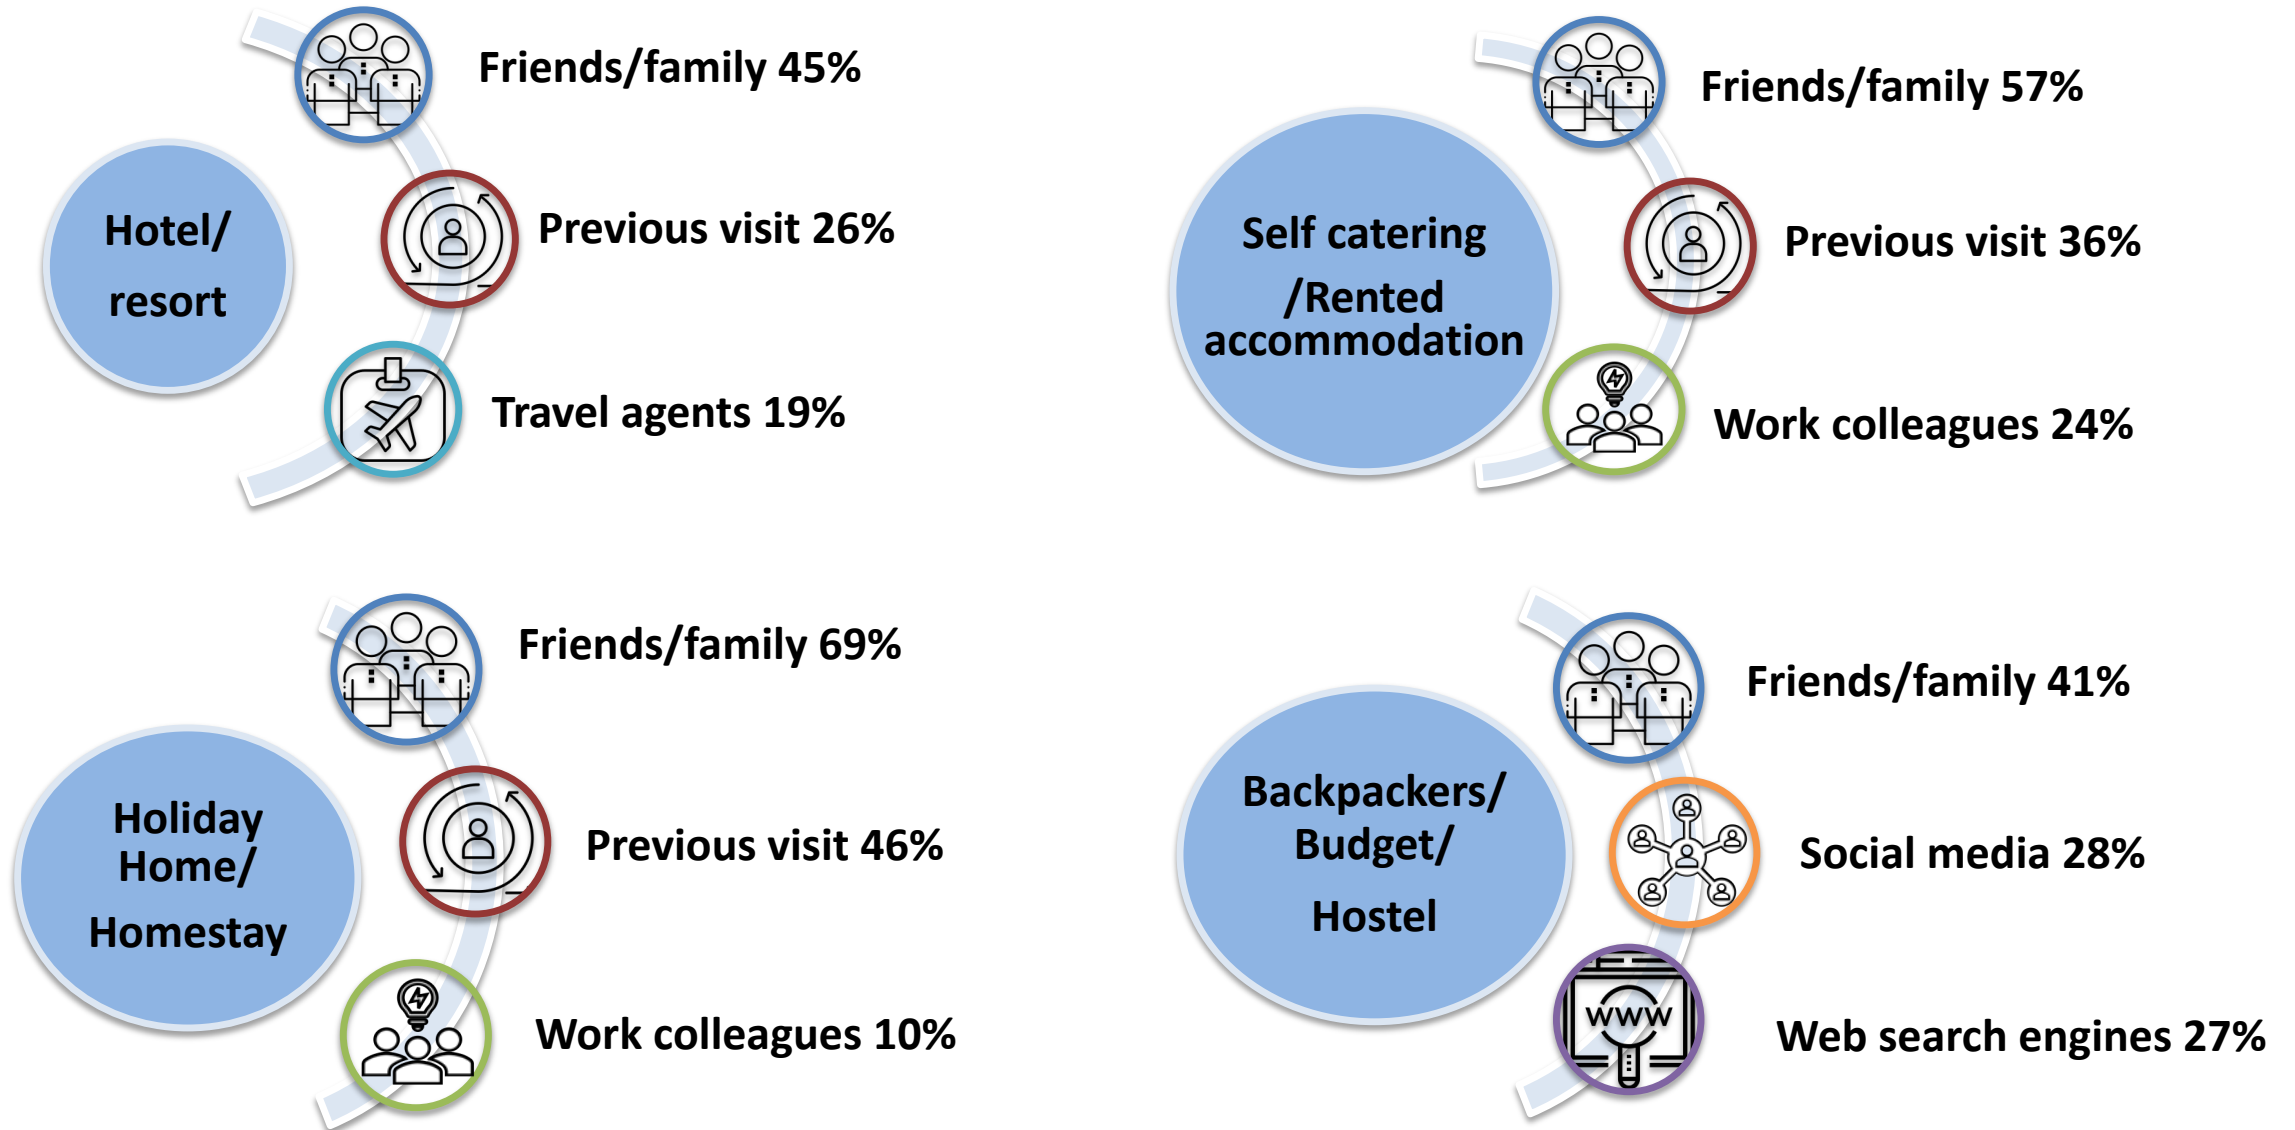 Hotel/
resort
Friends/family 45%
Previous visit 26%
Travel agents 19%
Self catering
/Rented
accommodation
Friends/family 57%
Previous visit 36%
Work colleagues 24%
Holiday
Home/
Homestay
Friends/family 69%
Previous visit 46%
Work colleagues 10%
Backpackers/
Budget/
Hostel
Friends/family 41%
Social media 28%
WWW
Web search engines 27%